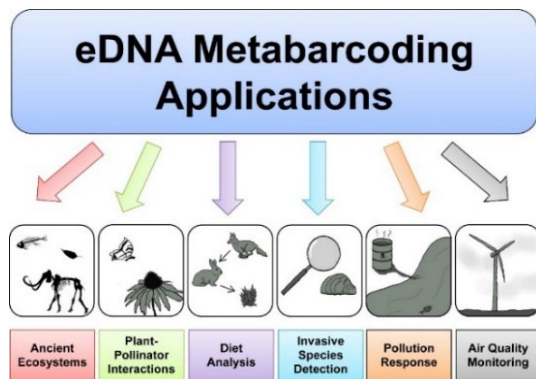 eDNA Metabarcoding
Applications
Ancient
Ecosystems
Plant-
Pollinator
Interactions
Diet
Analysis
Invasive
Species
Detection
Pollution
Response
Air Quality
Monitoring